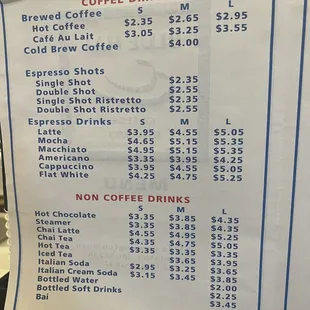 COFFEE
Brewed Coffee S M L
Hot Coffee $2.35 $2.65 $2.95
Café Au Lait $3.05 $3.25 $3.55
Cold Brew Coffee $4.00
Espresso Shots
Single Shot $2.35
Double Shot $2.55
Single Shot Ristretto $2.35
Double Shot Ristretto $2.55
Espresso Drinks S M L
Latte $3.95 $4.55 $5.05
Mocha $4.65 $5.15 $5.35
Macchiato $4.95 $5.15 $5.35
Americano $3.35 $3.95 $4.25
Cappuccino $3.95 $4.55 $5.05
Flat White $4.25 $4.75 $5.25
NON COFFEE DRINKS
S M L
Hot Chocolate $3.35 $3.85 $4.35
Steamer $3.35 $3.85 $4.35
Chai Latte $4.55 $4.95 $5.25
Chai Tea $4.35 $4.75 $5.05
Hot Tea $3.35 $3.35 $3.35
Iced Tea $3.25 $3.95
Italian Soda $2.95 $3.65 $3.65
Italian Cream Soda $3.15 $3.45 $3.85
Bottled Water $2.00
Bottled Soft Drinks $2.25
Bai $3.45